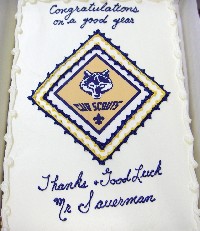 Congratulations
on a good year
CUB SCOUTS
Thanks & Good Luck
Mr Sauerman